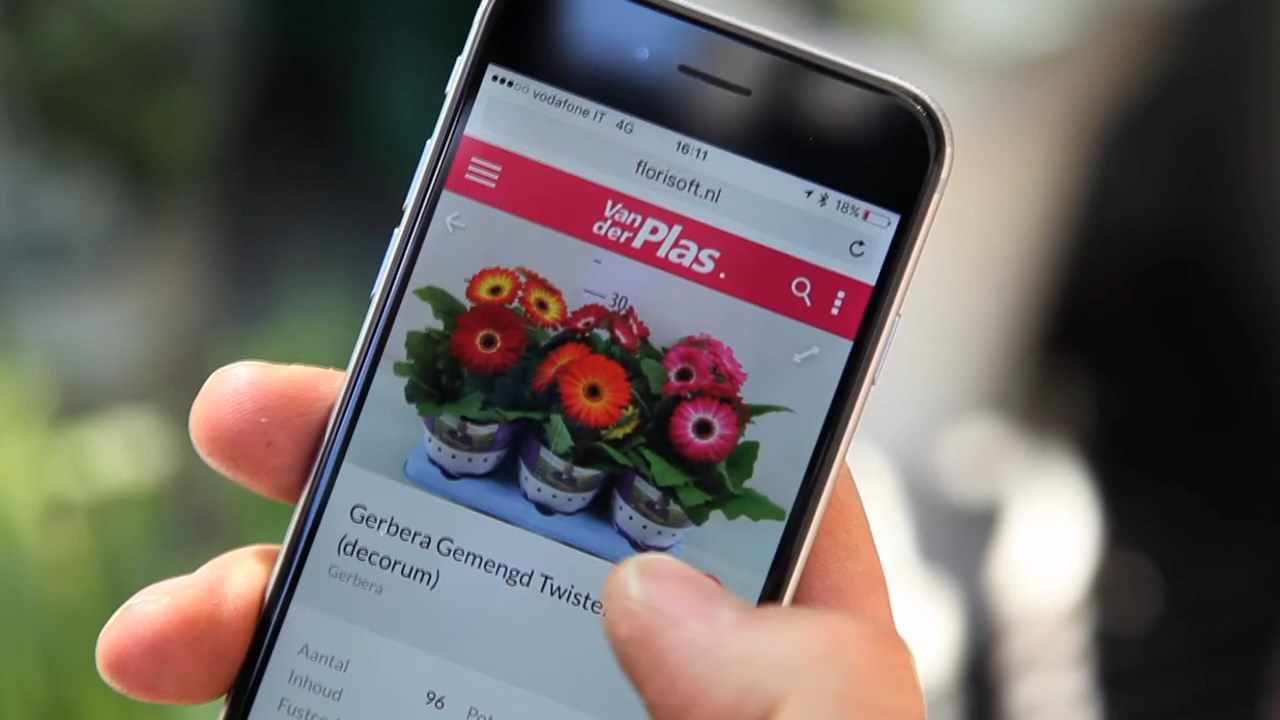 vodafone IT 4G
16:11
18%
florisoft.nl
Van
der Plas.
30
Gerbera Gemengd Twiste
(decorum)
Gerbera
Aantal
Inhoud
96